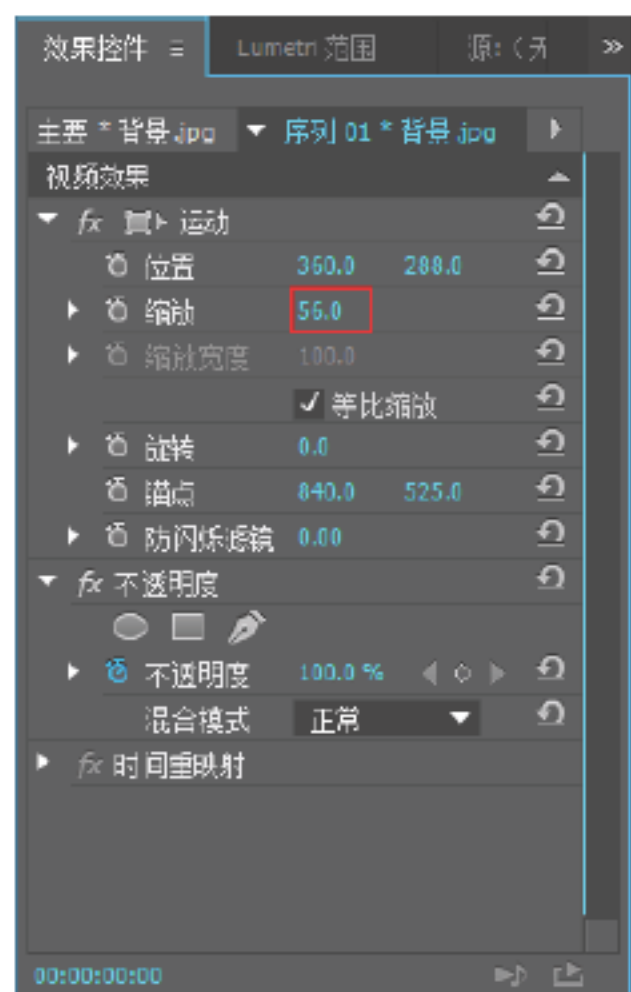 效果控件 Lumetri 范围 源:（无
主要 * 背景.jpg 序列 01 * 背景.jpg
视频效果
fx 运动
位置 360.0 288.0
缩放 56.0
缩放宽度 100.0
等比缩放
旋转 0.0
锚点 840.0 525.0
防闪烁滤镜 0.00
fx 不透明度
不透明度 100.0 %
混合模式 正常
fx 时间重映射
00:00:00:00